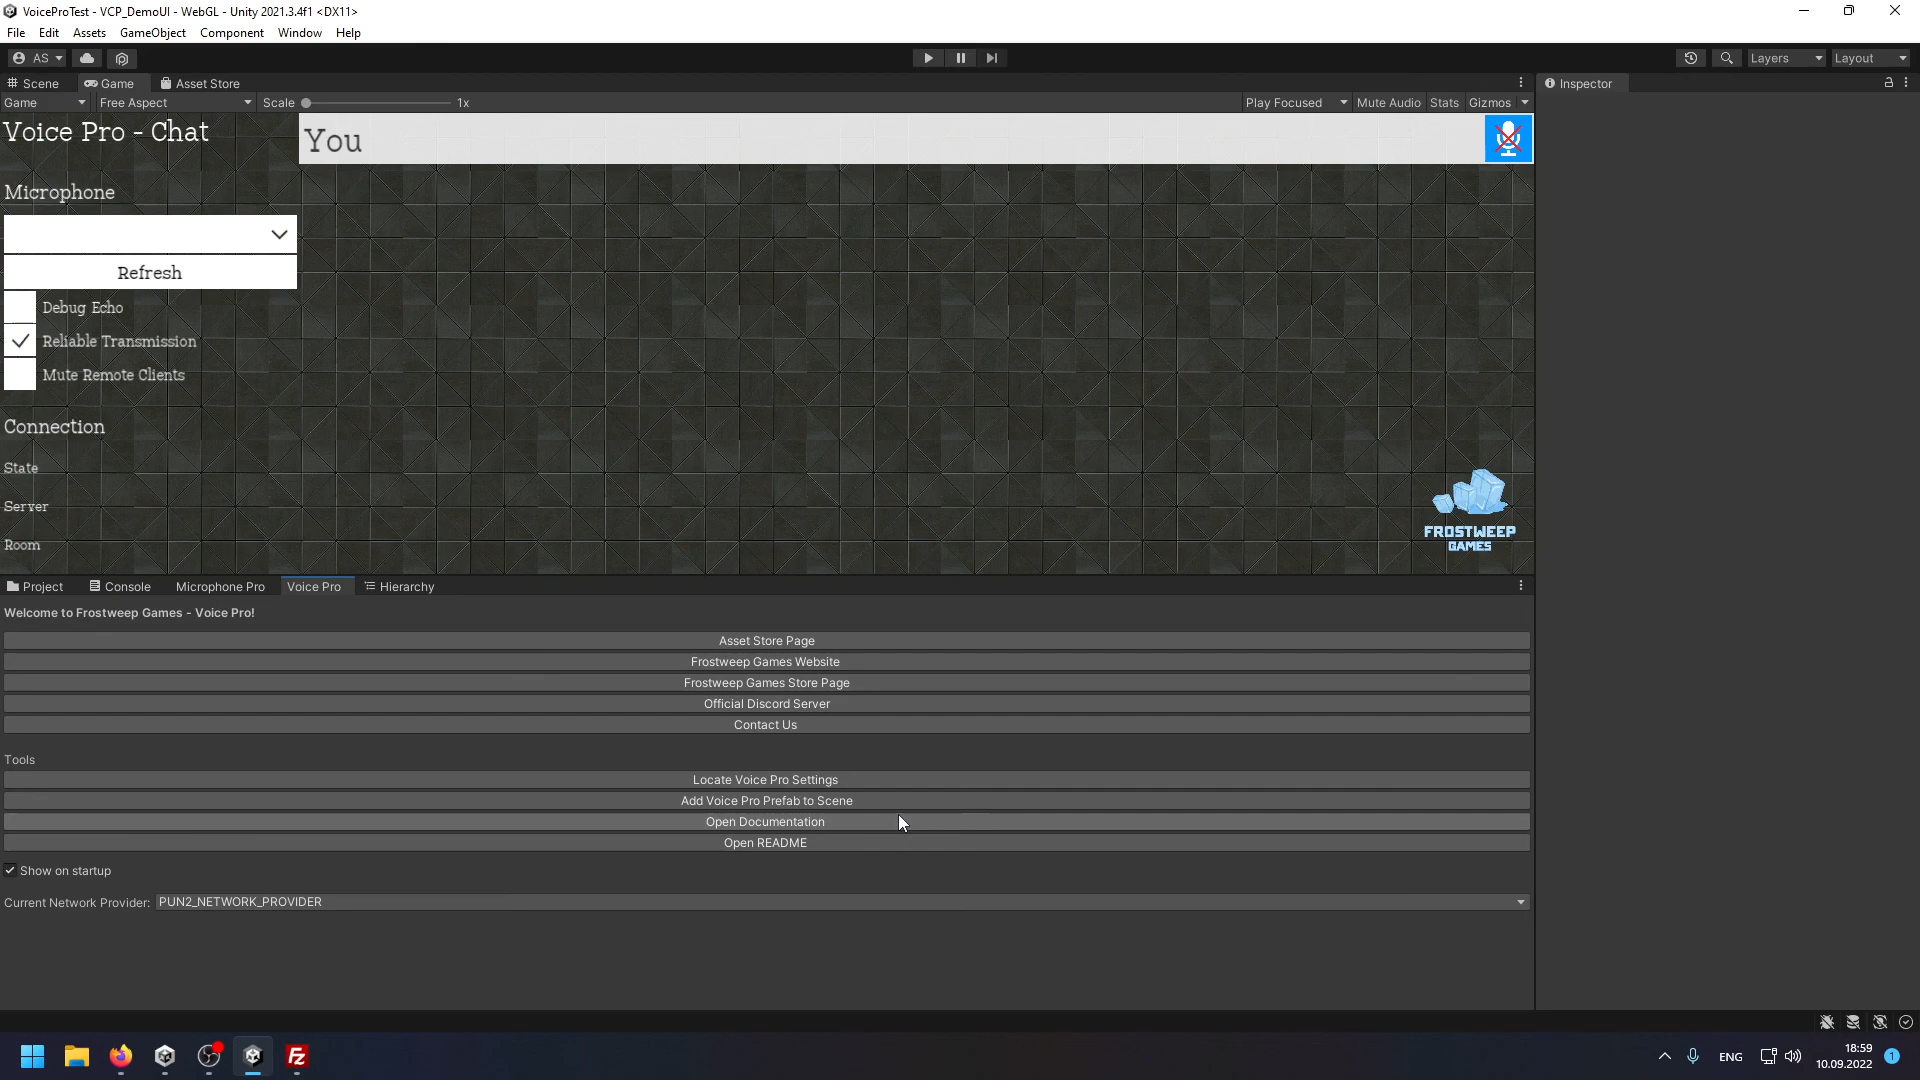 VoiceProTest - VCP_DemoUI - WebGL - Unity 2021.3.4f1 <DX11>
File Edit Assets GameObject Component Window Help
AS Layers Layout
Scene Game Asset Store Inspector
Game Free Aspect Scale 1x Play Focused Mute Audio Stats Gizmos
Voice Pro - Chat
You
Microphone
Refresh
Debug Echo
Reliable Transmission
Mute Remote Clients
Connection
State
Server
Room
FROSTWEEP
GAMES
Project Console Microphone Pro Voice Pro Hierarchy
Welcome to Frostweep Games - Voice Pro!
Asset Store Page
Frostweep Games Website
Frostweep Games Store Page
Official Discord Server
Contact Us
Tools
Locate Voice Pro Settings
Add Voice Pro Prefab to Scene
Open Documentation
Open README
Show on startup
Current Network Provider: PUN2_NETWORK_PROVIDER
Fz
ENG
18:59
10.09.2022
1